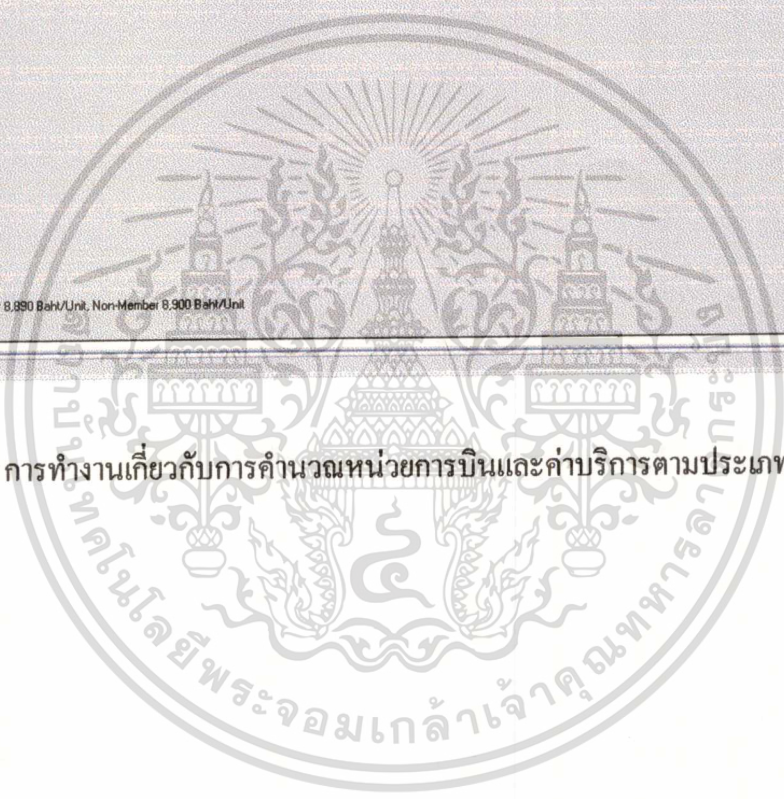 8,890 Baht/Unit, Non-Member 8,900 Baht/Unit
การทำงานเกี่ยวกับการคำนวณหน่วยการบินและค่าบริการตามประเภท
สถาบันเทคโนโลยีพระจอมเกล้าเจ้าคุณทหารลาดกระบัง